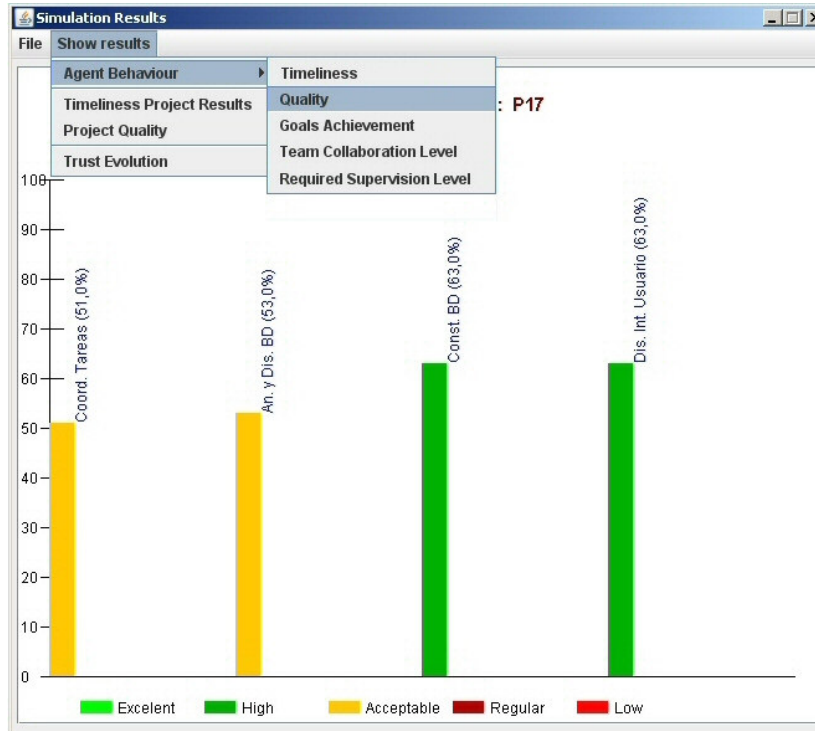 Simulation Results
File Show results
Agent Behaviour
Timeliness Project Results
Project Quality
Trust Evolution
Timeliness
Quality
Goals Achievement
Team Collaboration Level
Required Supervision Level
: P17
100
90
80
70
60
50
40
30
20
10
0
Coord. Tareas (51,0%)
An. y Dis. BD (53,0%)
Const. BD (63,0%)
Dis. Int. Usuario (63,0%)
Excelent High Acceptable Regular Low